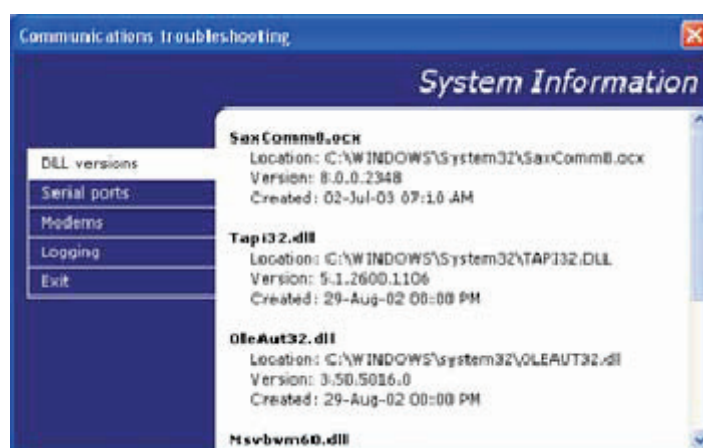 Communications troubleshooting
System Information
DLL versions
Serial ports
Modems
Logging
Exit
SaxComm8.ocx
Location: C:\WINDOWS\System32\SaxComm8.ocx
Version: 8.0.0.2348
Created: 02-Jul-03 07:10 AM
Tapi32.dll
Location: C:\WINDOWS\System32\TAPI32.DLL
Version: 5.1.2600.1106
Created: 29-Aug-02 00:00 PM
OleAut32.dll
Location: C:\WINDOWS\system32\OLEAUT32.dll
Version: 3.50.5016.0
Created: 29-Aug-02 00:00 PM
Msvbvm60.dll